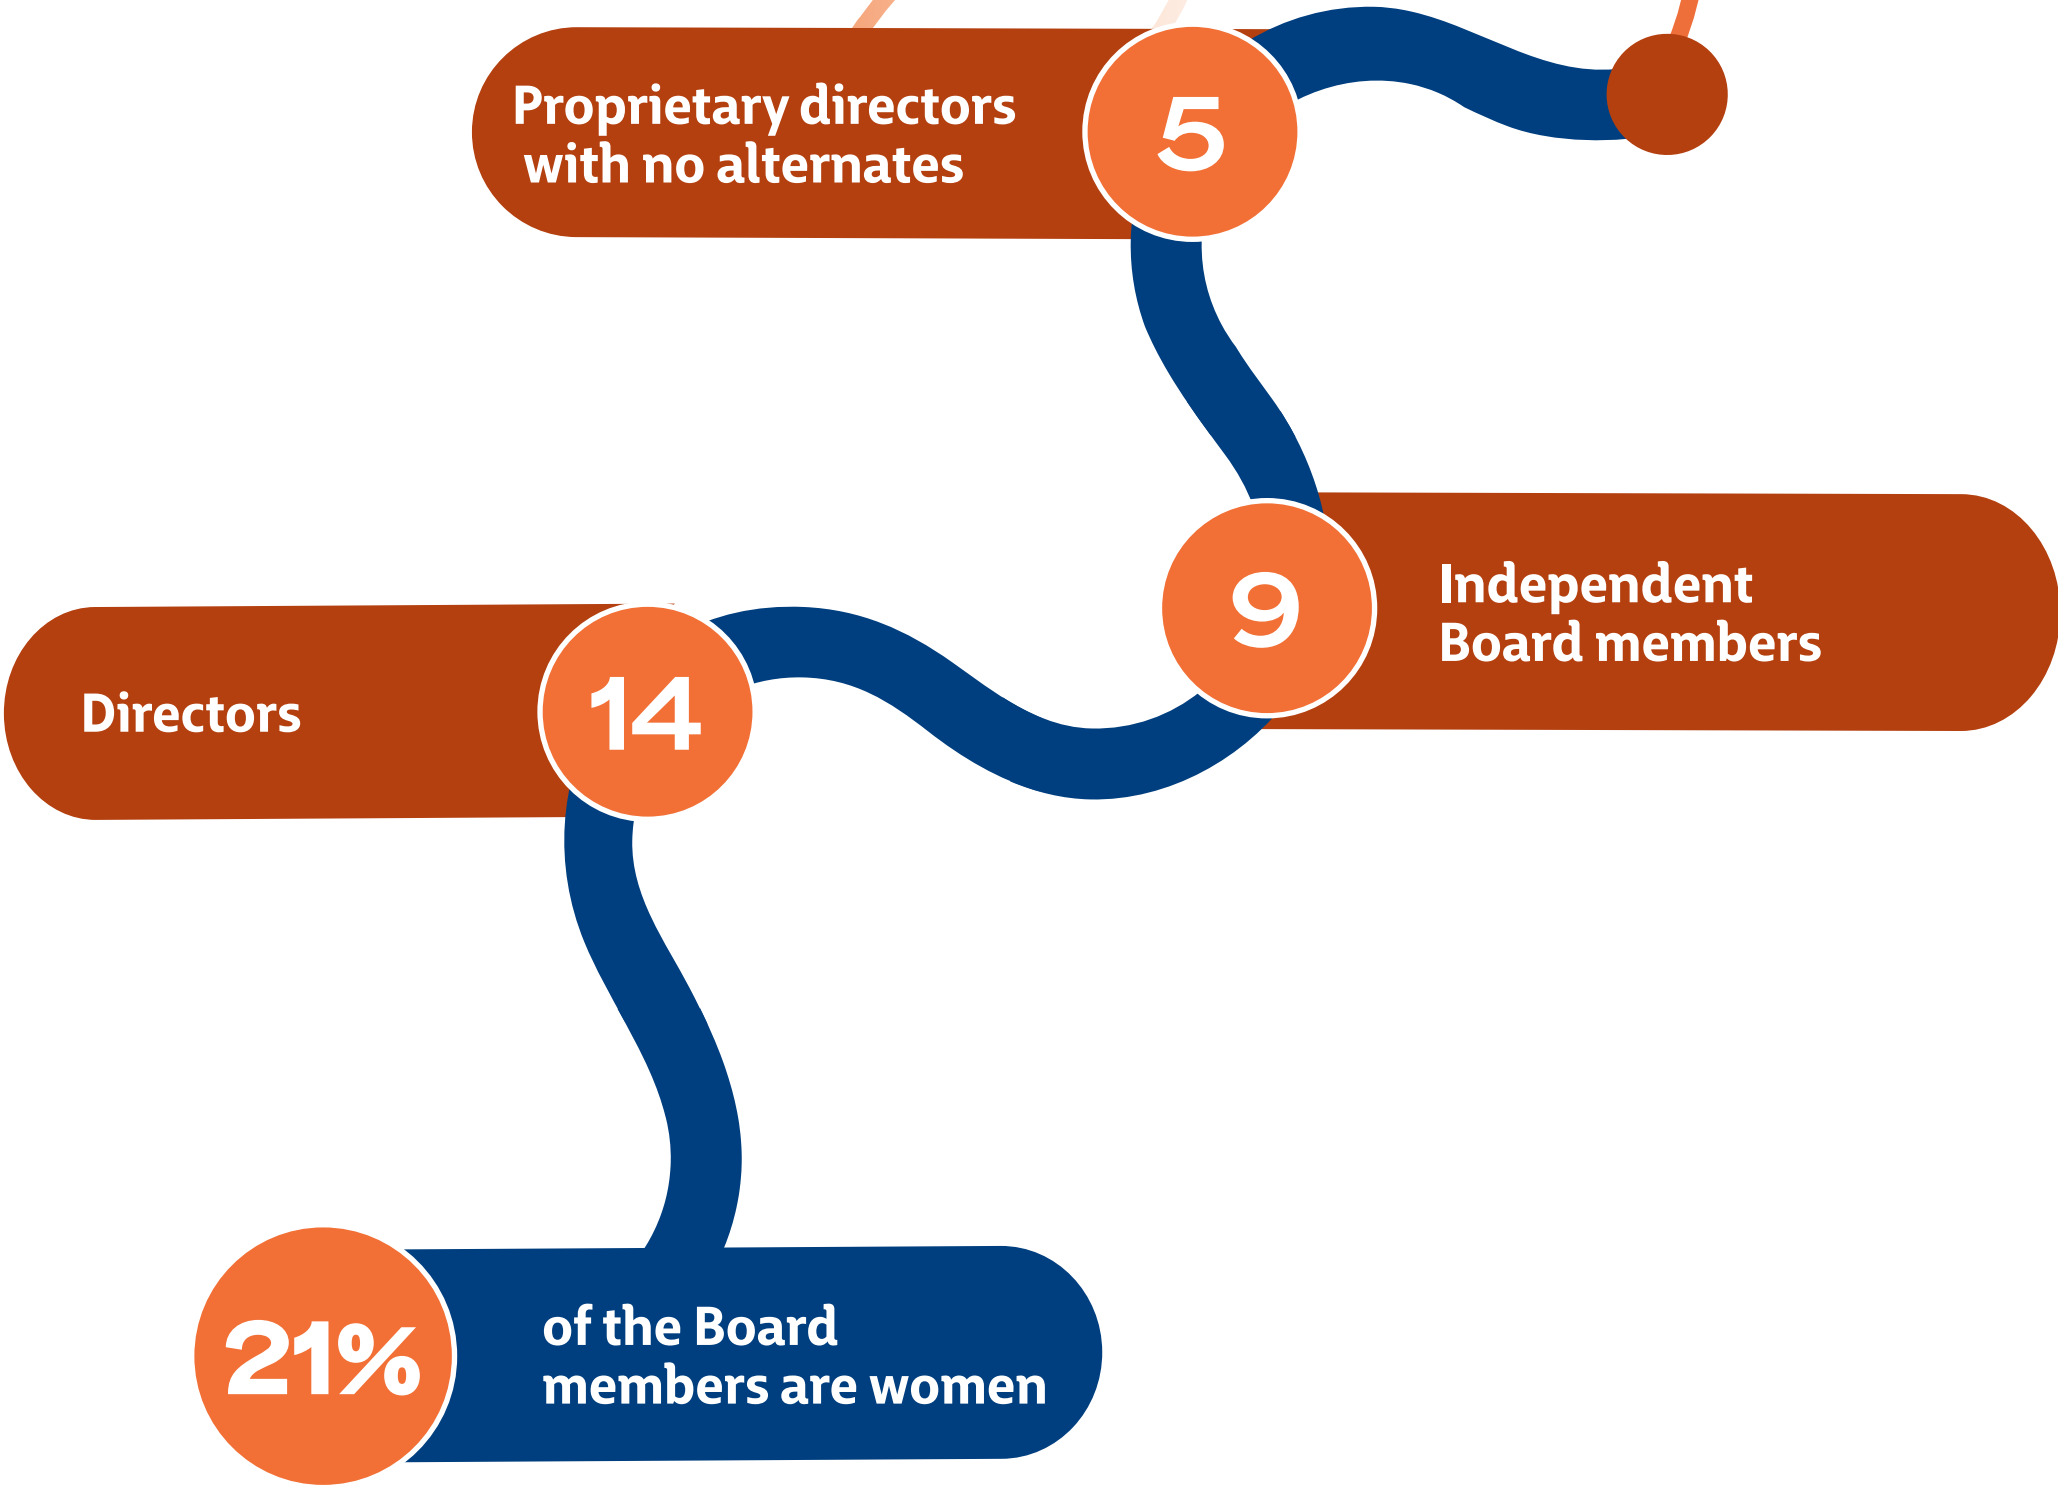 Proprietary directors
with no alternates
5
9
Independent
Board members
Directors
14
21%
of the Board
members are women